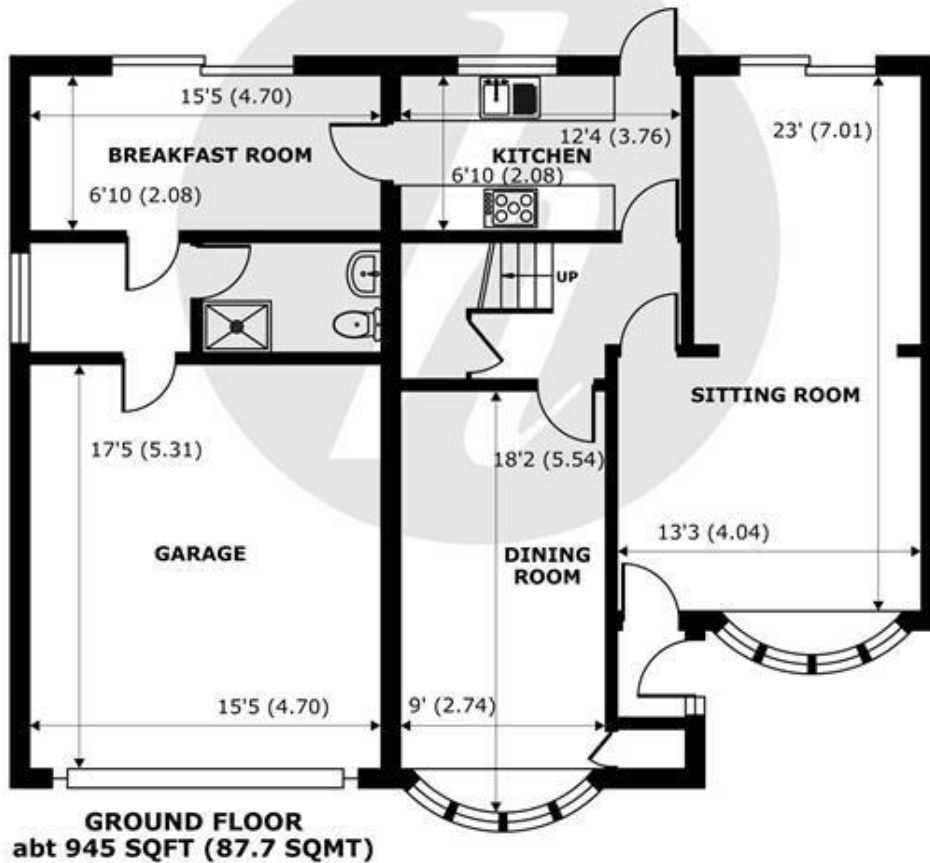 15'5 (4.70)
12'4 (3.76)
23' (7.01)
BREAKFAST ROOM
KITCHEN
6'10 (2.08)
6'10 (2.08)
UP
SITTING ROOM
17'5 (5.31)
18'2 (5.54)
13'3 (4.04)
GARAGE
DINING
ROOM
15'5 (4.70)
9' (2.74)
GROUND FLOOR
abt 945 SQFT (87.7 SQMT)